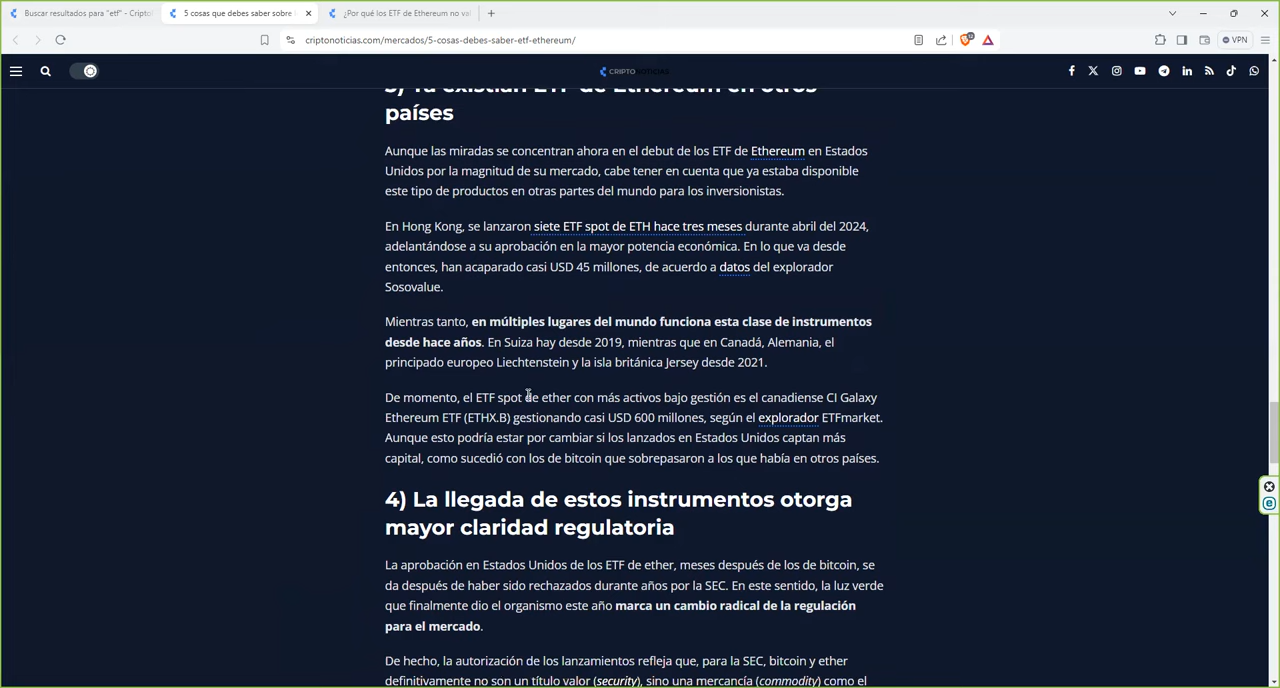 Buscar resultados para "etf" - Cripto
5 cosas que debes saber sobre
¿Por qué los ETF de Ethereum no va
criptonoticias.com/mercados/5-cosas-debes-saber-etf-ethereum/
VPN
CRIPTONOTICIAS
3) Ya existían ETF de Ethereum en otros
países
Aunque las miradas se concentran ahora en el debut de los ETF de Ethereum en Estados
Unidos por la magnitud de su mercado, cabe tener en cuenta que ya estaba disponible
este tipo de productos en otras partes del mundo para los inversionistas.
En Hong Kong, se lanzaron siete ETF spot de ETH hace tres meses durante abril del 2024,
adelantándose a su aprobación en la mayor potencia económica. En lo que va desde
entonces, han acaparado casi USD 45 millones, de acuerdo a datos del explorador
Sosovalue.
Mientras tanto, en múltiples lugares del mundo funciona esta clase de instrumentos
desde hace años. En Suiza hay desde 2019, mientras que en Canadá, Alemania, el
principado europeo Liechtenstein y la isla británica Jersey desde 2021.
De momento, el ETF spot de ether con más activos bajo gestión es el canadiense CI Galaxy
Ethereum ETF (ETHX.B) gestionando casi USD 600 millones, según el explorador ETFmarket.
Aunque esto podría estar por cambiar si los lanzados en Estados Unidos captan más
capital, como sucedió con los de bitcoin que sobrepasaron a los que había en otros países.
4) La llegada de estos instrumentos otorga
mayor claridad regulatoria
La aprobación en Estados Unidos de los ETF de ether, meses después de los de bitcoin, se
da después de haber sido rechazados durante años por la SEC. En este sentido, la luz verde
que finalmente dio el organismo este año marca un cambio radical de la regulación
para el mercado.
De hecho, la autorización de los lanzamientos refleja que, para la SEC, bitcoin y ether
definitivamente no son un título valor (security), sino una mercancía (commodity) como el